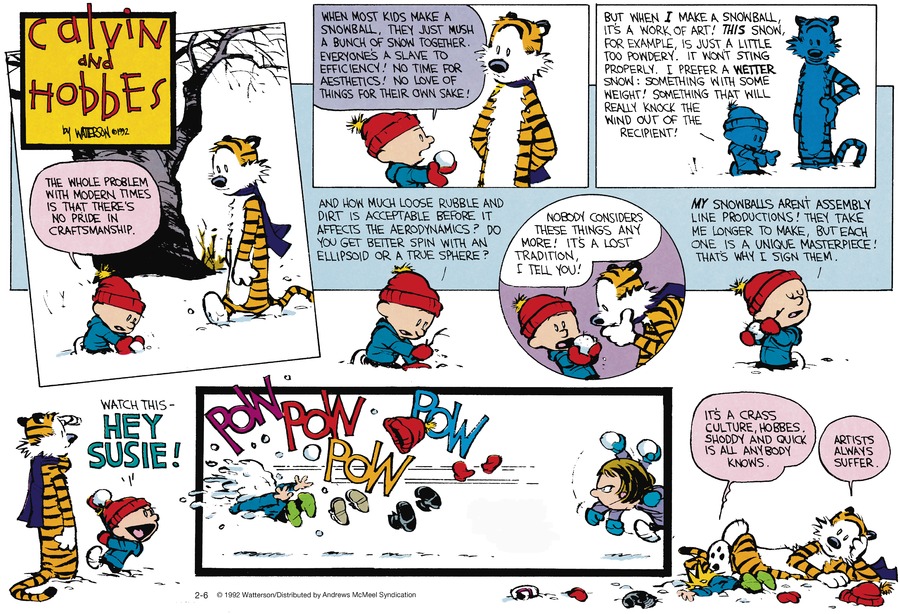 Calvin
and
Hobbes
by WATERSON ©1992
THE WHOLE PROBLEM
WITH MODERN TIMES
IS THAT THERE'S
NO PRIDE IN
CRAFTSMANSHIP.
WHEN MOST KIDS MAKE A
SNOWBALL, THEY JUST MUSH
A BUNCH OF SNOW TOGETHER.
EVERYONE'S A SLAVE TO
EFFICIENCY! NO TIME FOR
AESTHETICS! NO LOVE OF
THINGS FOR THEIR OWN SAKE!
BUT WHEN I MAKE A SNOWBALL,
IT'S A WORK OF ART! THIS SNOW,
FOR EXAMPLE, IS JUST A LITTLE
TOO POWDERY. IT WON'T STING
PROPERLY. I PREFER A WETTER
SNOW: SOMETHING WITH SOME
WEIGHT! SOMETHING THAT WILL
REALLY KNOCK THE
WIND OUT OF THE
RECIPIENT!
AND HOW MUCH LOOSE RUBBLE AND
DIRT IS ACCEPTABLE BEFORE IT
AFFECTS THE AERODYNAMICS? DO
YOU GET BETTER SPIN WITH AN
ELLIPSOID OR A TRUE SPHERE?
NOBODY CONSIDERS
THESE THINGS ANY
MORE! IT'S A LOST
TRADITION,
I TELL YOU!
MY SNOWBALLS AREN'T ASSEMBLY
LINE PRODUCTIONS! THEY TAKE
ME LONGER TO MAKE, BUT EACH
ONE IS A UNIQUE MASTERPIECE!
THAT'S WHY I SIGN THEM.
WATCH THIS-
HEY
SUSIE!
POW
POW
POW
POW
IT'S A CRASS
CULTURE, HOBBES.
SHODDY AND QUICK
IS ALL ANYBODY
KNOWS.
ARTISTS
ALWAYS
SUFFER.
2-6 © 1992 Watterson/Distributed by Andrews McMeel Syndication